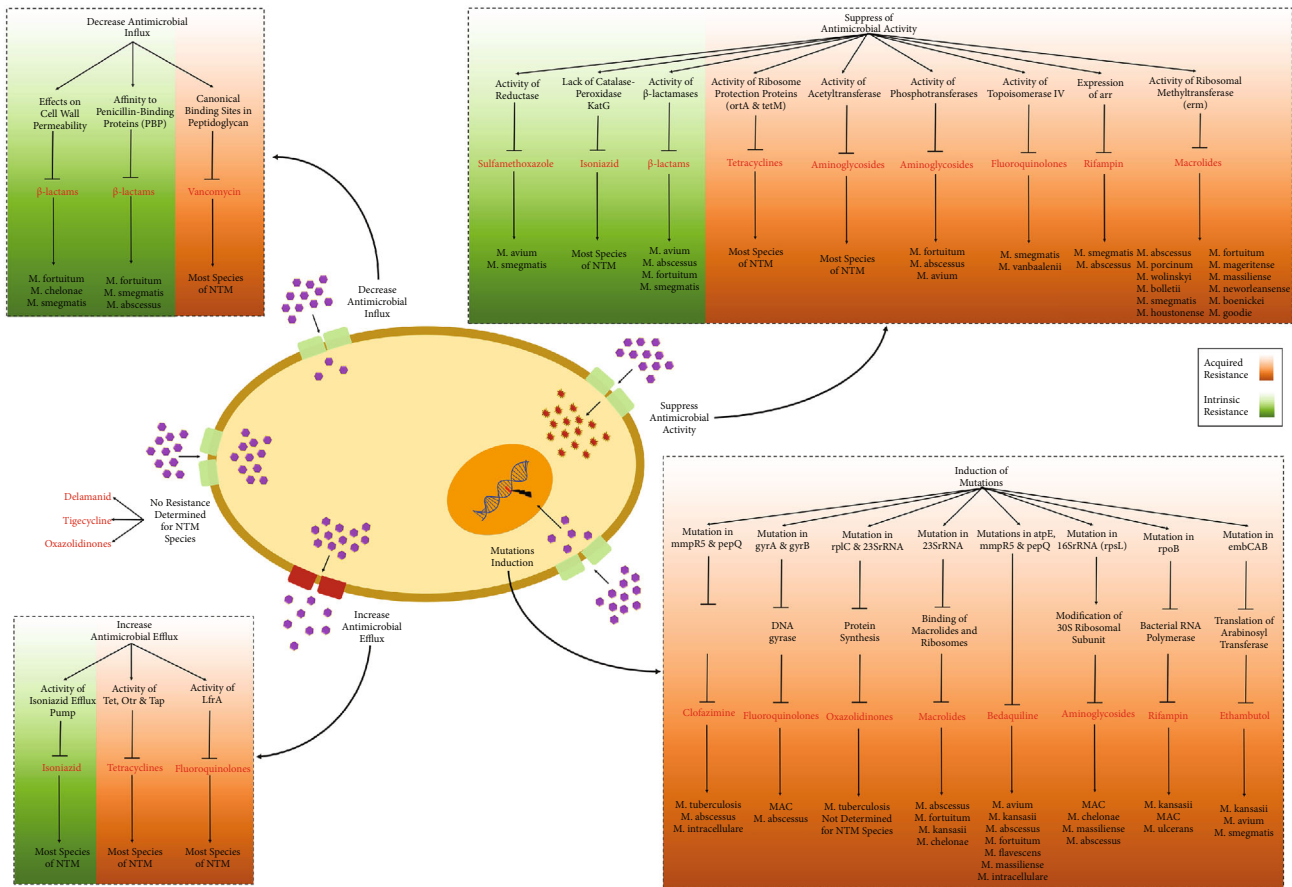 Decrease Antimicrobial
Influx
Effects on
Cell Wall
Permeability
β-lactams
M. fortuitum
M. chelonae
M. smegmatis
Affinity to
Penicillin-Binding
Proteins (PBP)
β-lactams
M. fortuitum
M. smegmatis
M. abscessus
Canonical
Binding Sites in
Peptidoglycan
Vancomycin
Most Species
of NTM
Suppress of
Antimicrobial Activity
Activity of
Reductase
Sulfamethoxazole
M. avium
M. smegmatis
Lack of Catalase-
Peroxidase
KatG
Isoniazid
Most Species
of NTM
Activity of
β-lactamases
β-lactams
M. avium
M. abscessus
M. fortuitum
M. smegmatis
Activity of Ribosome
Protection Proteins
(ortA & tetM)
Tetracyclines
Most Species
of NTM
Activity of
Acetyltransferase
Aminoglycosides
Most Species
of NTM
Activity of
Phosphotransferases
Aminoglycosides
M. fortuitum
M. abscessus
M. avium
Activity of
Topoisomerase IV
Fluoroquinolones
M. smegmatis
M. vanbaalenii
Expression
of arr
Rifampin
M. smegmatis
M. abscessus
Activity of Ribosomal
Methyltransferase
(erm)
Macrolides
M. abscessus
M. porcinum
M. wolinskyi
M. bolletii
M. smegmatis
M. houstonense
M. fortuitum
M. mageritense
M. massiliense
M. neworleansense
M. boenickei
M. goodie
Decrease
Antimicrobial
Influx
Suppress
Antimicrobial
Activity
Acquired
Resistance
Intrinsic
Resistance
Delamanid
Tigecycline
Oxazolidinones
No Resistance
Determined
for NTM
Species
Mutations
Induction
Increase
Antimicrobial
Efflux
Increase
Antimicrobial Efflux
Activity of
Isoniazid Efflux
Pump
Isoniazid
Most Species
of NTM
Activity of
Tet, Otr & Tap
Tetracyclines
Most Species
of NTM
Activity of
LfrA
Fluoroquinolones
Most Species
of NTM
Induction of
Mutations
Mutation in
mmpR5 & pepQ
Clofazimine
M. tuberculosis
M. abscessus
M. intracellulare
Mutation in
gyrA & gyrB
DNA
gyrase
Fluoroquinolones
MAC
M. abscessus
Mutation in
rplC & 23SrRNA
Protein
Synthesis
Oxazolidinones
M. tuberculosis
Not Determined
for NTM Species
Mutation in
23SrRNA
Binding of
Macrolides and
Ribosomes
Macrolides
M. abscessus
M. fortuitum
M. kansasii
M. chelonae
Mutations in atpE,
mmpR5 & pepQ
Bedaquiline
M. avium
M. kansasii
M. abscessus
M. fortuitum
M. flavescens
M. massiliense
M. intracellulare
Mutation in
16SrRNA (rpsL)
Modification of
30S Ribosomal
Subunit
Aminoglycosides
MAC
M. chelonae
M. massiliense
M. abscessus
Mutation in
rpoB
Bacterial RNA
Polymerase
Rifampin
M. kansasii
MAC
M. ulcerans
Mutation in
embCAB
Translation of
Arabinosyl
Transferase
Ethambutol
M. kansasii
M. avium
M. smegmatis